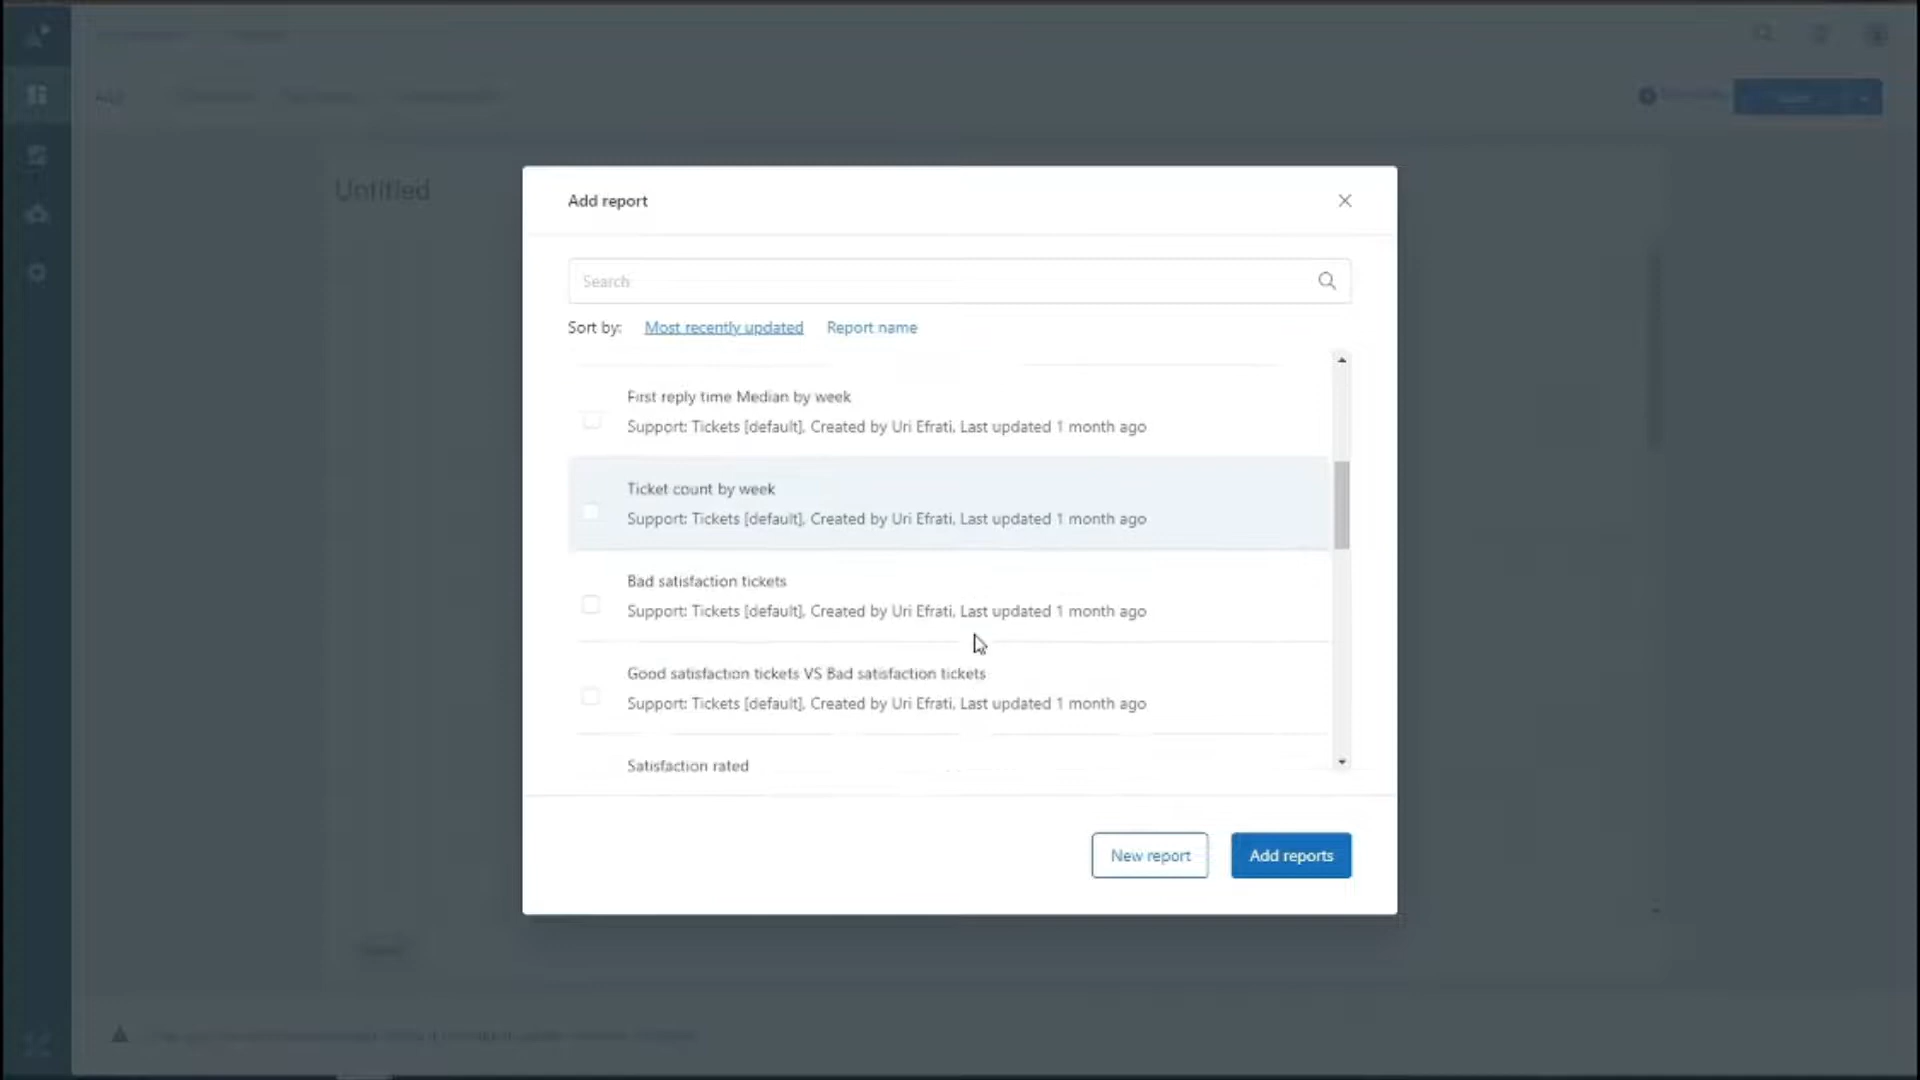 Untitled
Add report
Search
Sort by: Most recently updated Report name
First reply time Median by week
Support: Tickets [default], Created by Uri Efrati, Last updated 1 month ago
Ticket count by week
Support: Tickets [default], Created by Uri Efrati, Last updated 1 month ago
Bad satisfaction tickets
Support: Tickets [default], Created by Uri Efrati, Last updated 1 month ago
Good satisfaction tickets VS Bad satisfaction tickets
Support: Tickets [default], Created by Uri Efrati, Last updated 1 month ago
Satisfaction rated
New report Add reports